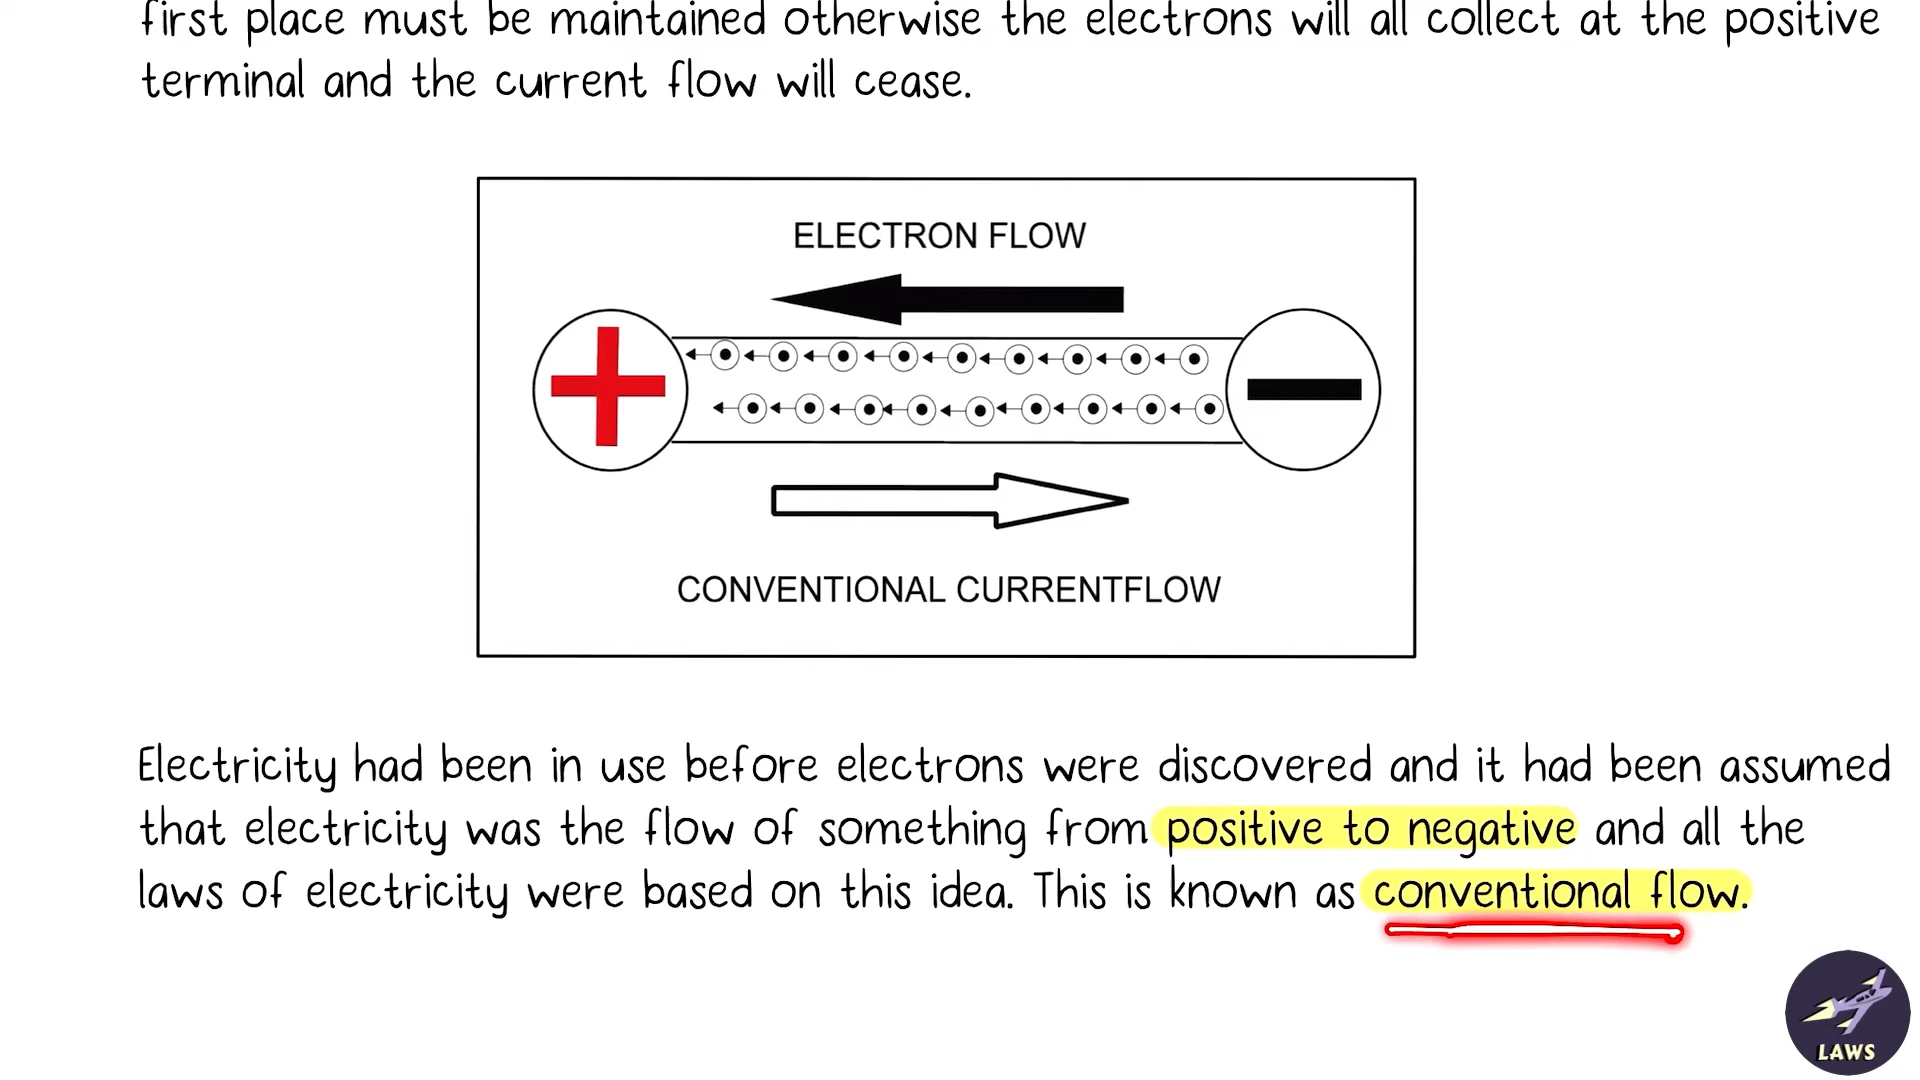 first place must be maintained otherwise the electrons will all collect at the positive
terminal and the current flow will cease.
ELECTRON FLOW
CONVENTIONAL CURRENTFLOW
Electricity had been in use before electrons were discovered and it had been assumed
that electricity was the flow of something from positive to negative and all the
laws of electricity were based on this idea. This is known as conventional flow.
LAWS